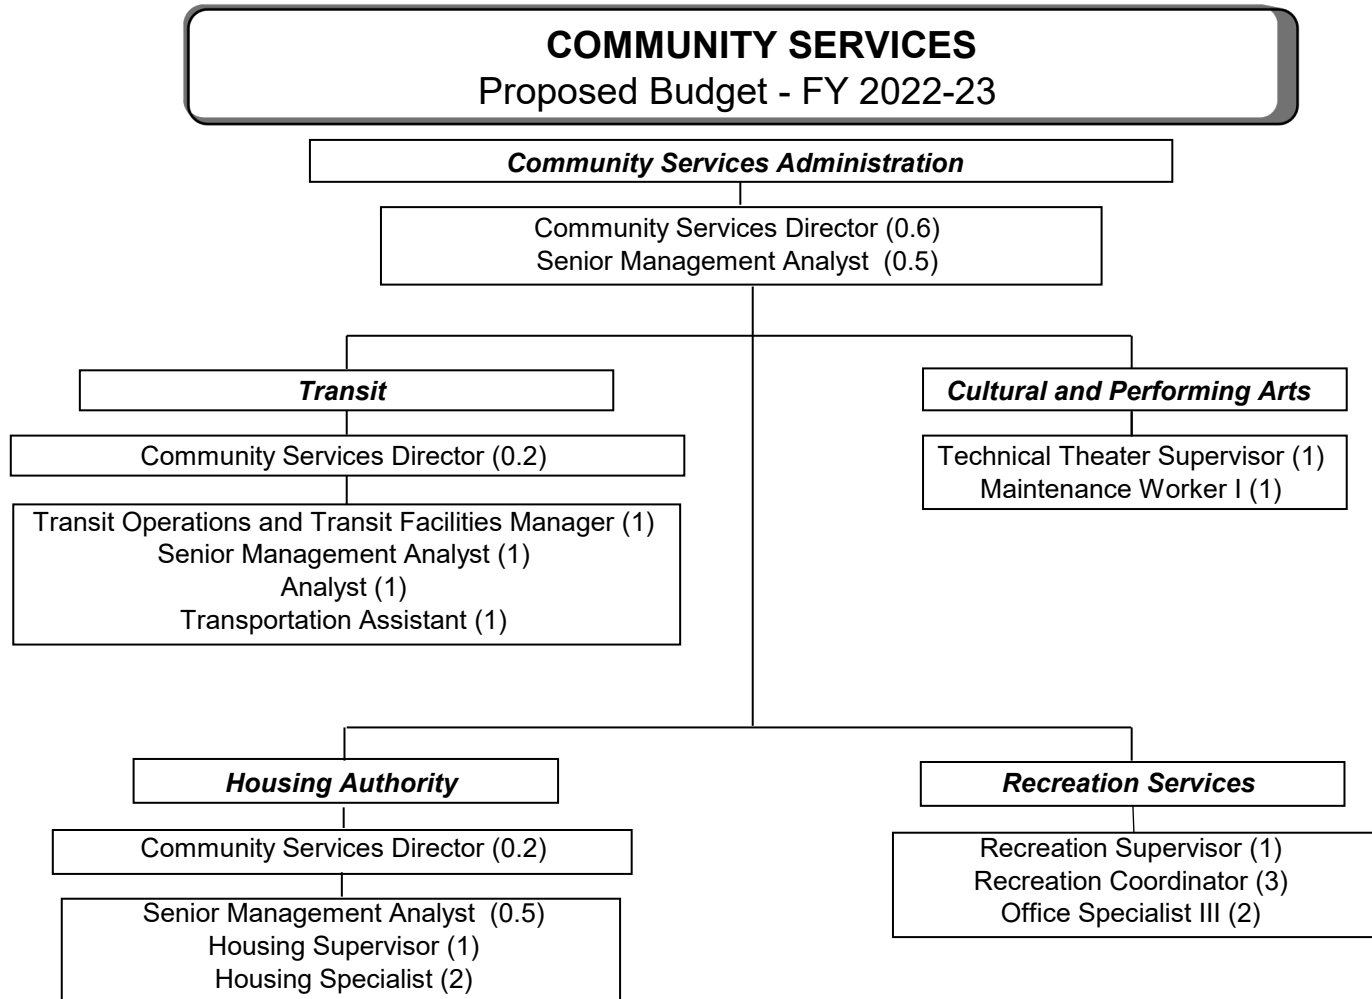 COMMUNITY SERVICES
Proposed Budget - FY 2022-23
Community Services Administration
Community Services Director (0.6)
Senior Management Analyst  (0.5)
Transit
Community Services Director (0.2)
Transit Operations and Transit Facilities Manager (1)
Senior Management Analyst (1)
Analyst (1)
Transportation Assistant (1)
Cultural and Performing Arts
Technical Theater Supervisor (1)
Maintenance Worker I (1)
Housing Authority
Community Services Director (0.2)
Senior Management Analyst  (0.5)
Housing Supervisor (1)
Housing Specialist (2)
Recreation Services
Recreation Supervisor (1)
Recreation Coordinator (3)
Office Specialist III (2)